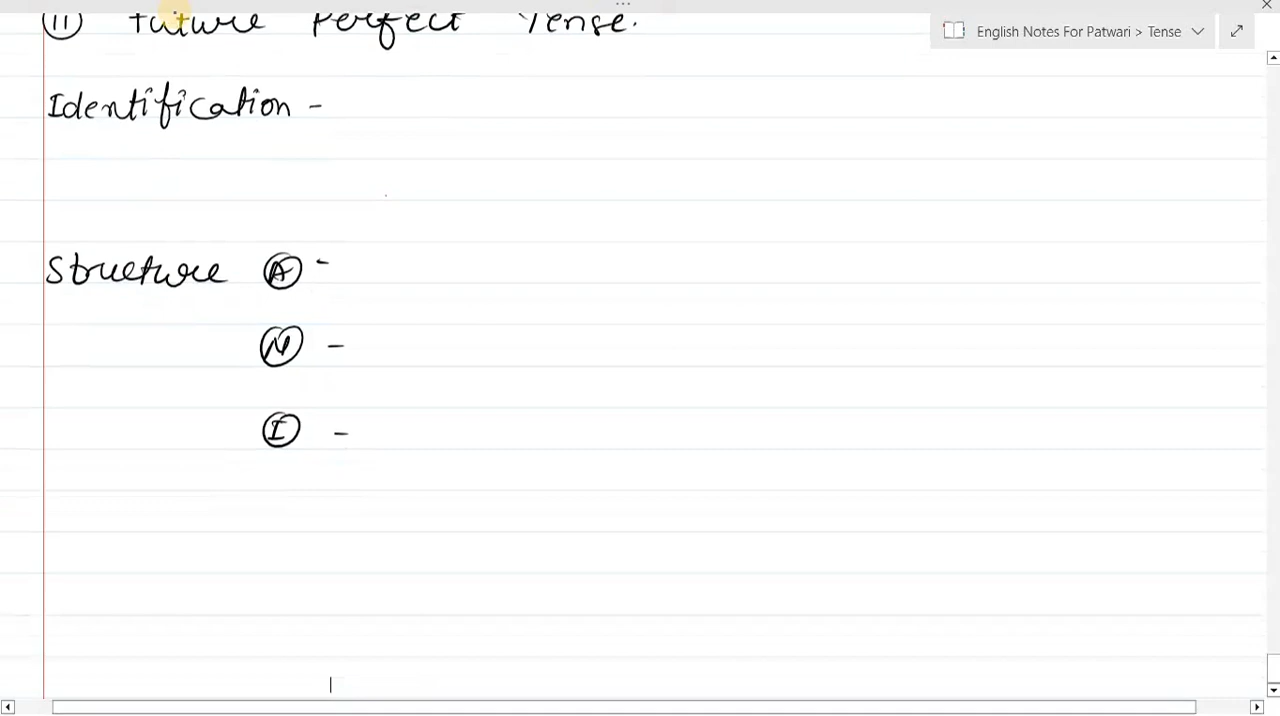 (11) Future Perfect Tense.
English Notes For Patwari > Tense
Identification -
Structure (A) -
(N) -
(I) -